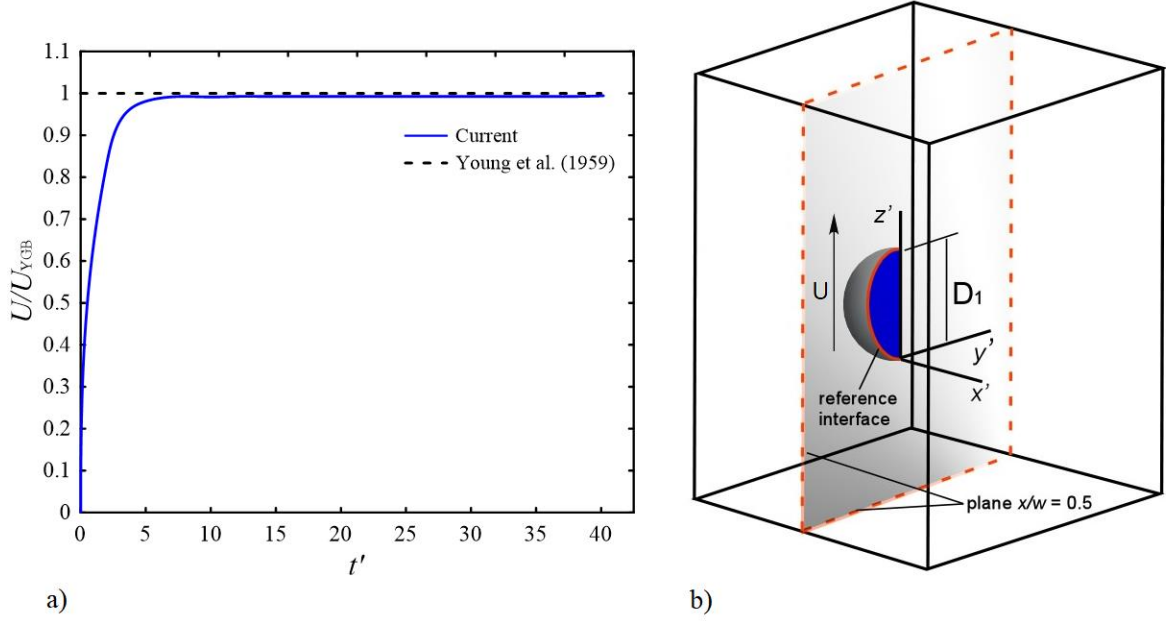 1.1
1
0.9
0.8
0.7
0.6
0.5
0.4
0.3
0.2
0.1
0
U/U_YGB
Current
Young et al. (1959)
0 5 10 15 20 25 30 35 40
t'
a)
z'
U
D1
y'
x'
reference
interface
plane x/w = 0.5
b)